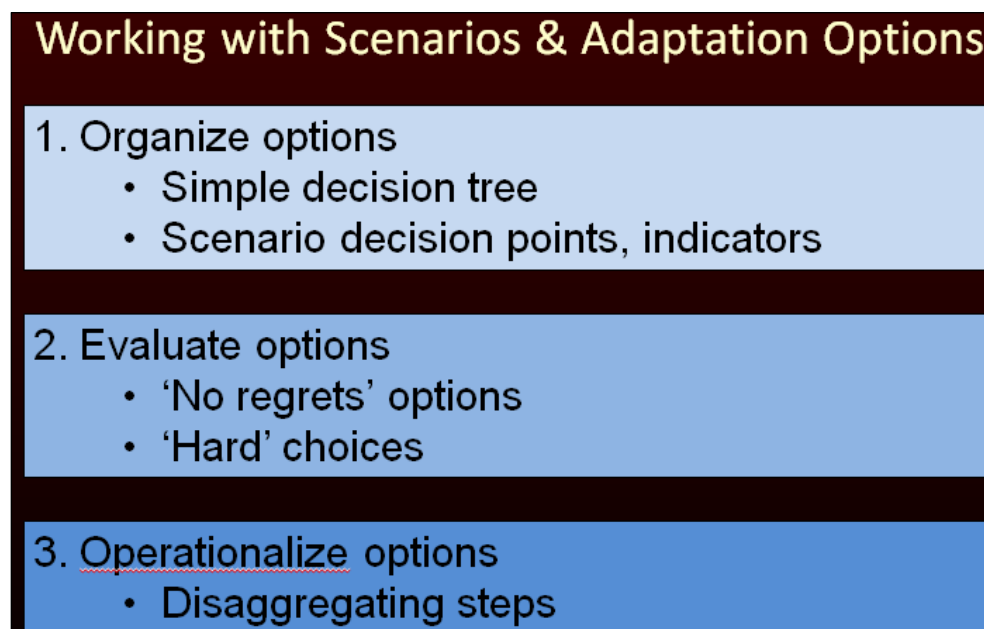 Working with Scenarios & Adaptation Options
1. Organize options
• Simple decision tree
• Scenario decision points, indicators
2. Evaluate options
• ‘No regrets’ options
• ‘Hard’ choices
3. Operationalize options
• Disaggregating steps